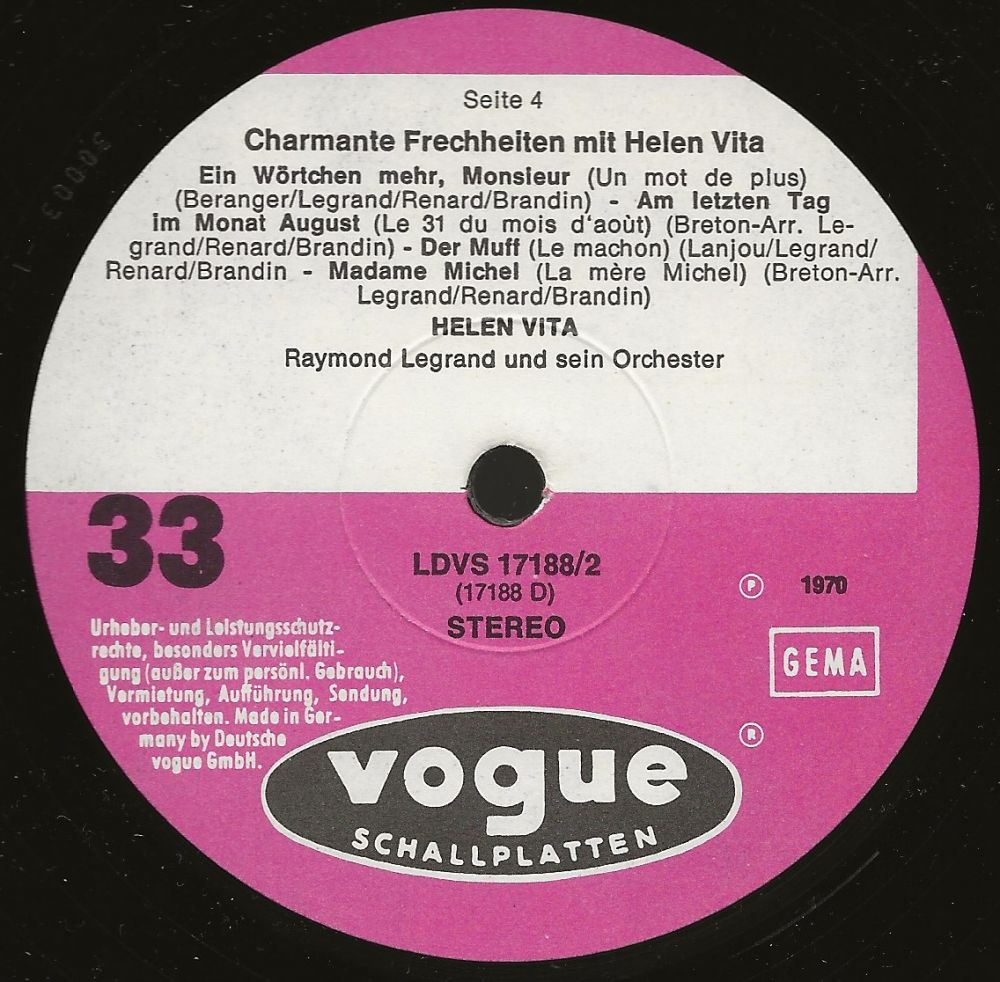 Seite 4
Charmante Frechheiten mit Helen Vita
Ein Wörtchen mehr, Monsieur (Un mot de plus)
(Beranger/Legrand/Renard/Brandin) - Am letzten Tag
im Monat August (Le 31 du mois d'aoùt) (Breton-Arr. Le-
grand/Renard/Brandin) - Der Muff (Le machon) (Lanjou/Legrand/
Renard/Brandin - Madame Michel (La mère Michel) (Breton-Arr.
Legrand/Renard/Brandin)
HELEN VITA
Raymond Legrand und sein Orchester
33
LDVS 17188/2
(17188 D)
STEREO
℗ 1970
GEMA
Urheber- und Leistungsschutz-
rechte, besonders Vervielfälti-
gung (außer zum persönl. Gebrauch),
Vermietung, Aufführung, Sendung,
vorbehalten. Made in Ger-
many by Deutsche
vogue GmbH.
®
vogue
SCHALLPLATTEN